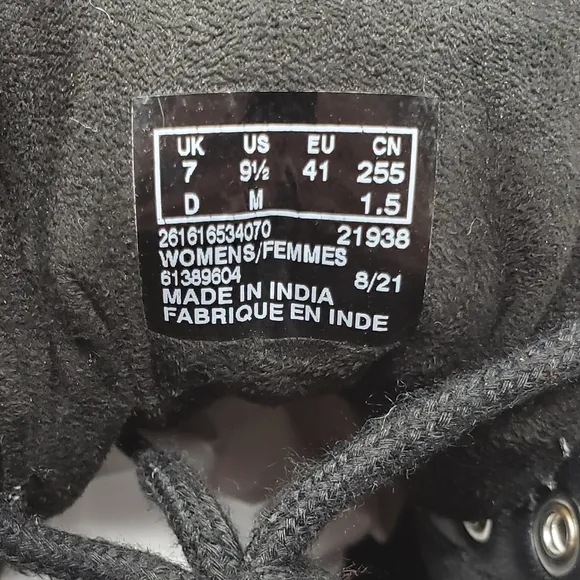 UK US EU CN
7 9½ 41 255
D M 1.5
261616534070 21938
WOMENS/FEMMES
61389604 8/21
MADE IN INDIA
FABRIQUE EN INDE